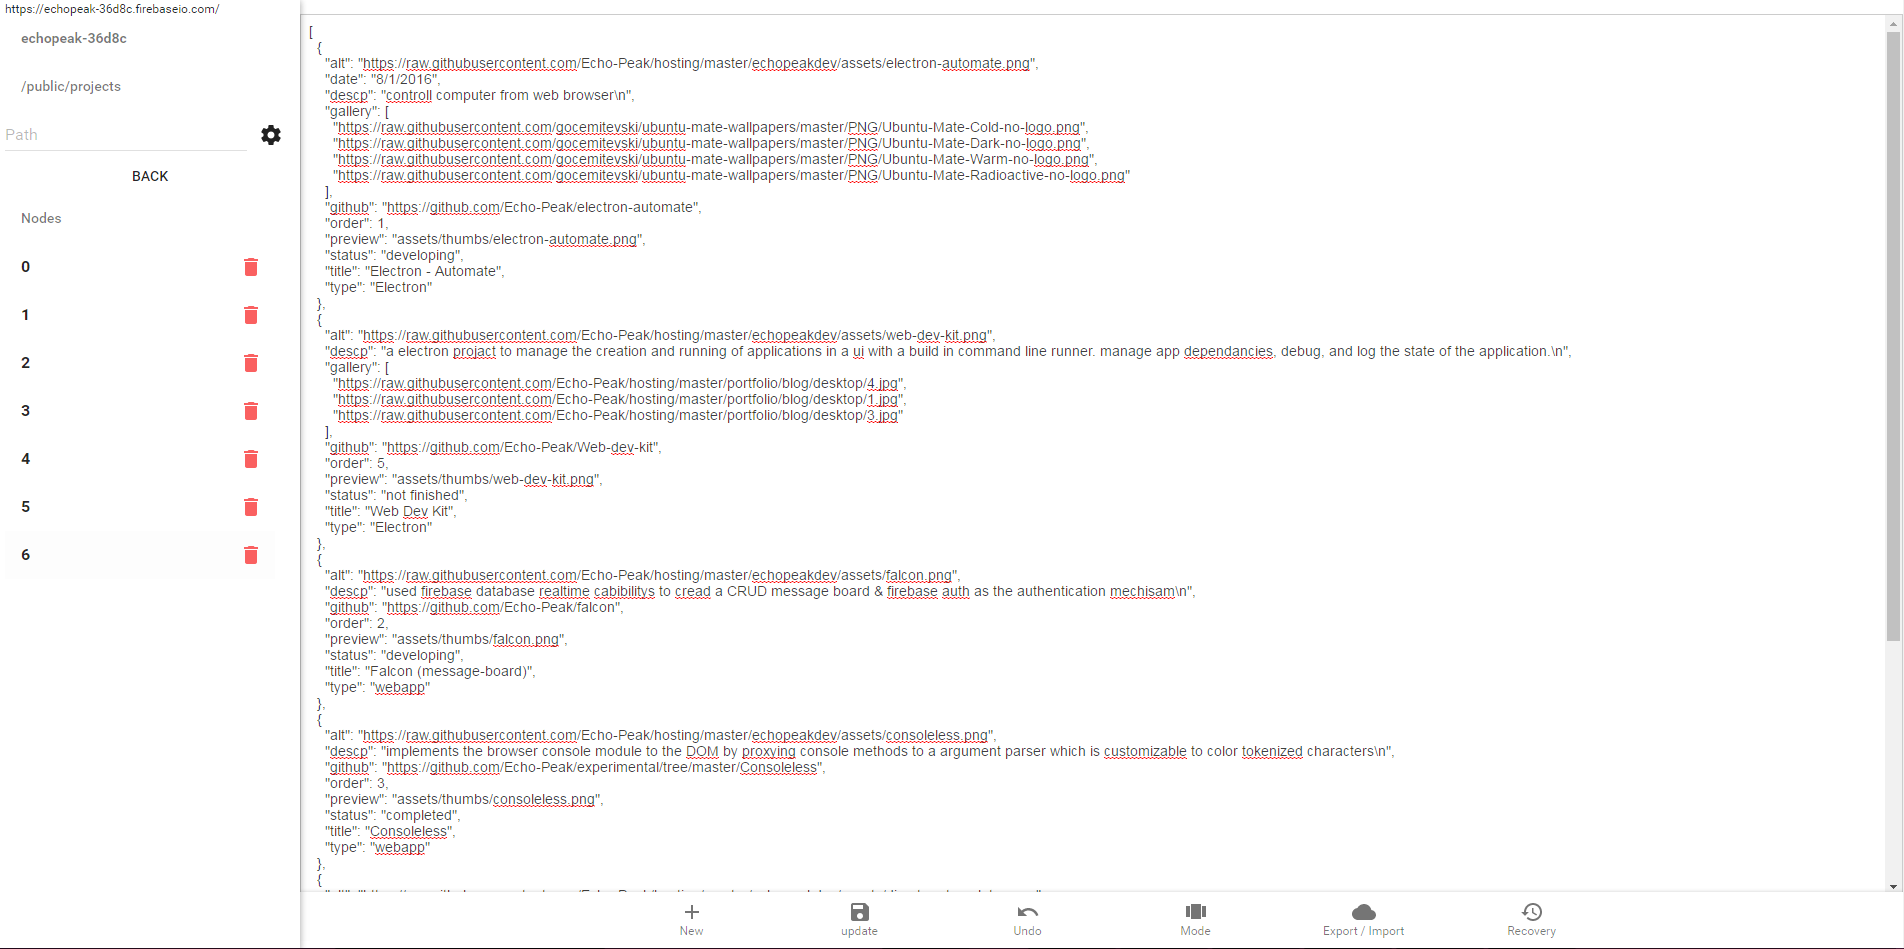 https://echopeak-36d8c.firebaseio.com/
echopeak-36d8c
/public/projects
Path
BACK
Nodes
0
1
2
3
4
5
6
[
{
"alt": "https://raw.githubusercontent.com/Echo-Peak/hosting/master/echopeakdev/assets/electron-automate.png",
"date": "8/1/2016",
"descp": "controll computer from web browser\n",
"gallery": [
"https://raw.githubusercontent.com/gocemitevski/ubuntu-mate-wallpapers/master/PNG/Ubuntu-Mate-Cold-no-logo.png",
"https://raw.githubusercontent.com/gocemitevski/ubuntu-mate-wallpapers/master/PNG/Ubuntu-Mate-Dark-no-logo.png",
"https://raw.githubusercontent.com/gocemitevski/ubuntu-mate-wallpapers/master/PNG/Ubuntu-Mate-Warm-no-logo.png",
"https://raw.githubusercontent.com/gocemitevski/ubuntu-mate-wallpapers/master/PNG/Ubuntu-Mate-Radioactive-no-logo.png"
],
"github": "https://github.com/Echo-Peak/electron-automate",
"order": 1,
"preview": "assets/thumbs/electron-automate.png",
"status": "developing",
"title": "Electron - Automate",
"type": "Electron"
},
{
"alt": "https://raw.githubusercontent.com/Echo-Peak/hosting/master/echopeakdev/assets/web-dev-kit.png",
"descp": "a electron projact to manage the creation and running of applications in a ui with a build in command line runner. manage app dependancies, debug, and log the state of the application.\n",
"gallery": [
"https://raw.githubusercontent.com/Echo-Peak/hosting/master/portfolio/blog/desktop/4.jpg",
"https://raw.githubusercontent.com/Echo-Peak/hosting/master/portfolio/blog/desktop/1.jpg",
"https://raw.githubusercontent.com/Echo-Peak/hosting/master/portfolio/blog/desktop/3.jpg"
],
"github": "https://github.com/Echo-Peak/Web-dev-kit",
"order": 5,
"preview": "assets/thumbs/web-dev-kit.png",
"status": "not finished",
"title": "Web Dev Kit",
"type": "Electron"
},
{
"alt": "https://raw.githubusercontent.com/Echo-Peak/hosting/master/echopeakdev/assets/falcon.png",
"descp": "used firebase database realtime cabibilitys to cread a CRUD message board & firebase auth as the authentication mechisam\n",
"github": "https://github.com/Echo-Peak/falcon",
"order": 2,
"preview": "assets/thumbs/falcon.png",
"status": "developing",
"title": "Falcon (message-board)",
"type": "webapp"
},
{
"alt": "https://raw.githubusercontent.com/Echo-Peak/hosting/master/echopeakdev/assets/consoleless.png",
"descp": "implements the browser console module to the DOM by proxying console methods to a argument parser which is customizable to color tokenized characters\n",
"github": "https://github.com/Echo-Peak/experimental/tree/master/Consoleless",
"order": 3,
"preview": "assets/thumbs/consoleless.png",
"status": "completed",
"title": "Consoleless",
"type": "webapp"
},
{
New
update
Undo
Mode
Export / Import
Recovery